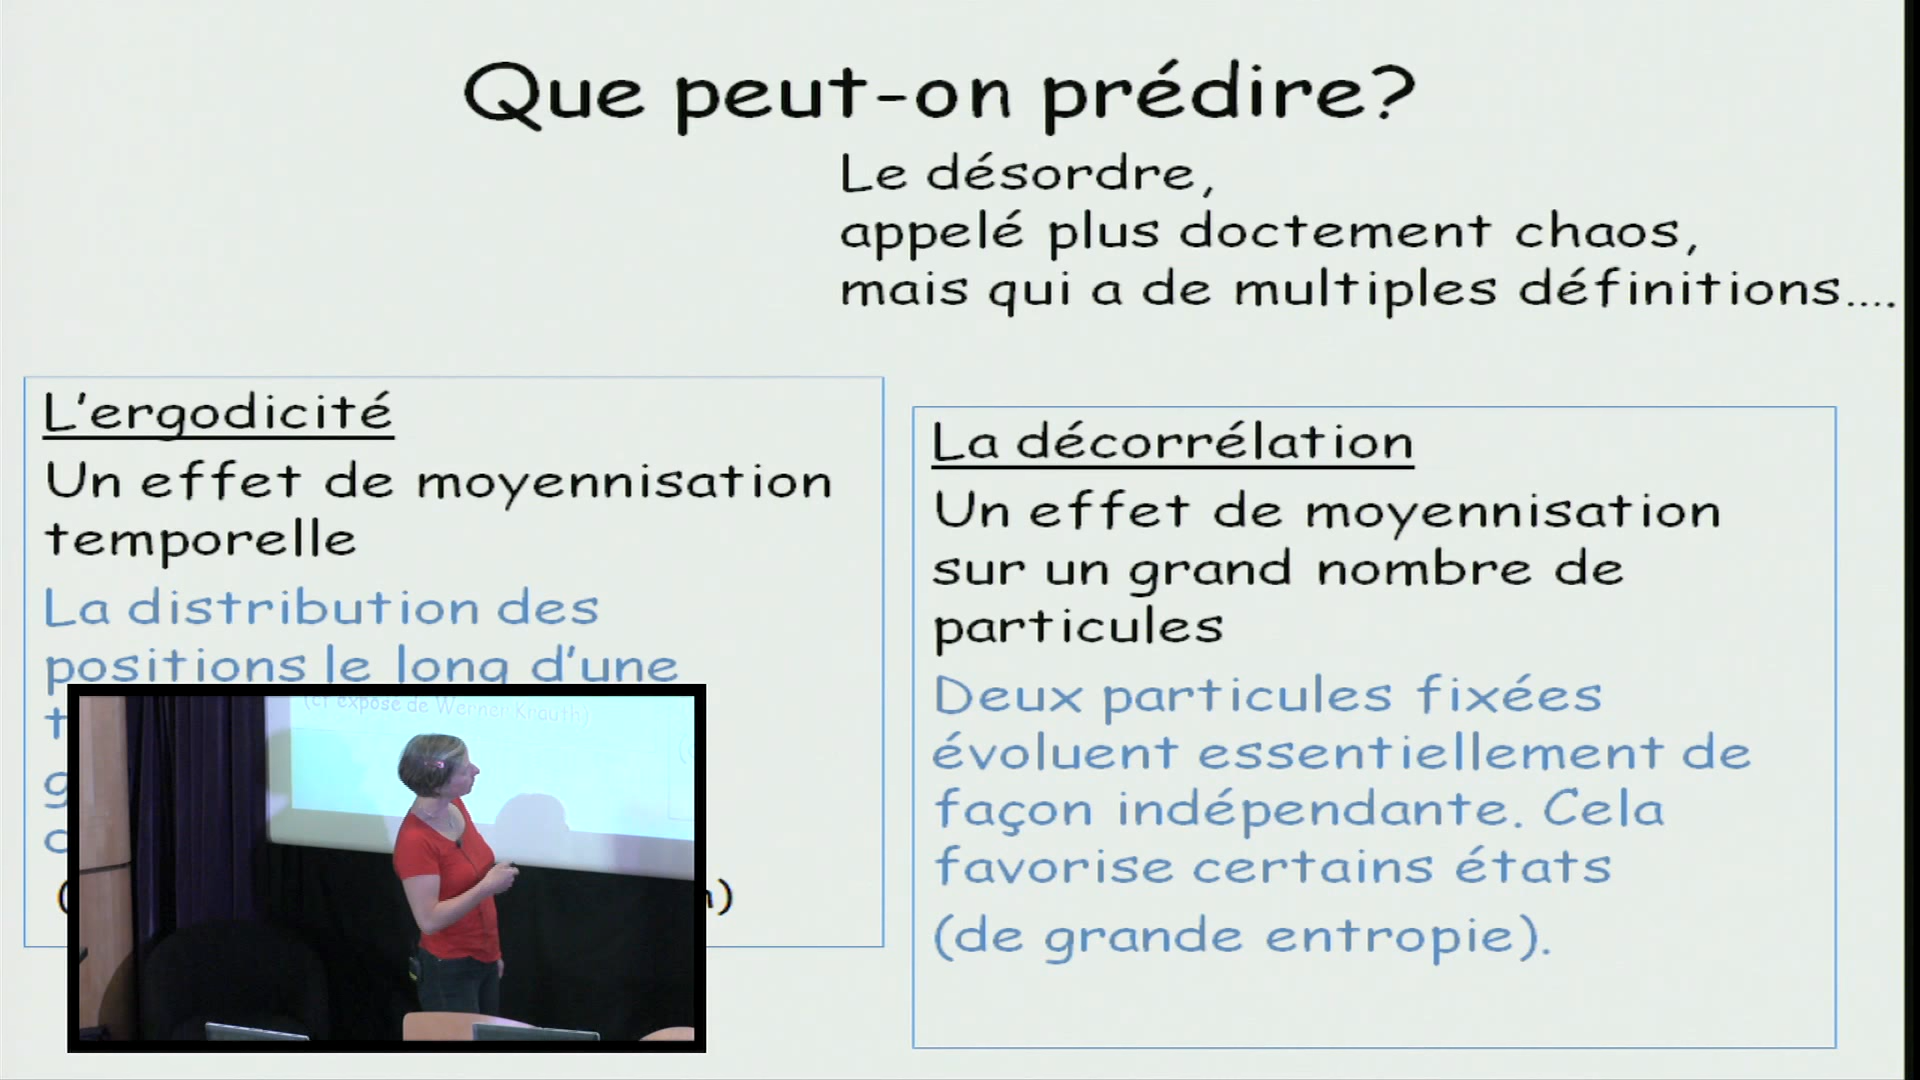 Que peut-on prédire?
Le désordre,
appelé plus doctement chaos,
mais qui a de multiples définitions....
L'ergodicité
Un effet de moyennisation
temporelle
La distribution des
positions le long d'une
La décorrélation
Un effet de moyennisation
sur un grand nombre de
particules
Deux particules fixées
évoluent essentiellement de
façon indépendante. Cela
favorise certains états
(de grande entropie).
(cf exposé de Werner Krauth)